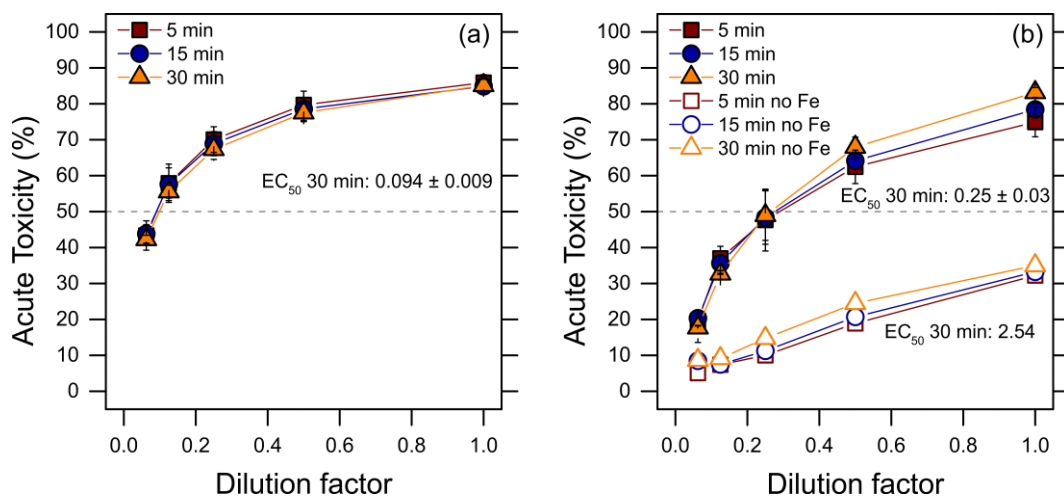 100
90
80
70
60
50
40
30
20
10
0
Acute Toxicity (%)
5 min
15 min
30 min
(a)
EC50 30 min: 0.094 ± 0.009
0.0 0.2 0.4 0.6 0.8 1.0
Dilution factor
100
90
80
70
60
50
40
30
20
10
0
Acute Toxicity (%)
5 min
15 min
30 min
5 min no Fe
15 min no Fe
30 min no Fe
(b)
EC50 30 min: 0.25 ± 0.03
EC50 30 min: 2.54
0.0 0.2 0.4 0.6 0.8 1.0
Dilution factor